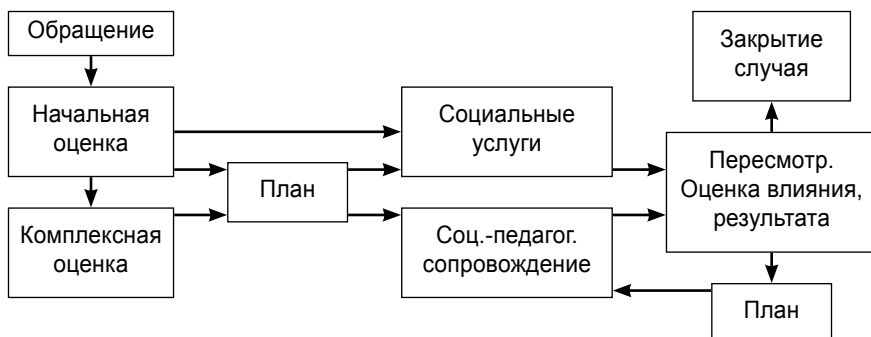 Обращение
Начальная
оценка
Комплексная
оценка
План
Социальные
услуги
Соц.-педагог.
сопровождение
Закрытие
случая
Пересмотр.
Оценка влияния,
результата
План